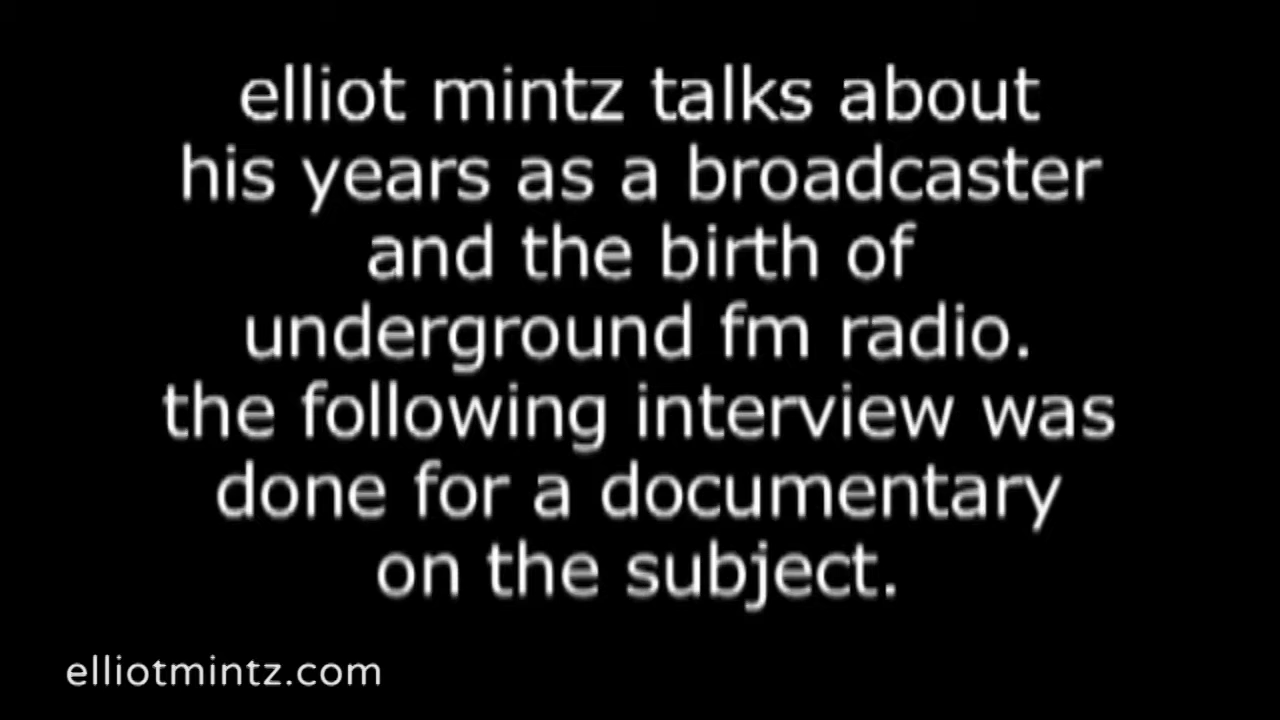 elliot mintz talks about
his years as a broadcaster
and the birth of
underground fm radio.
the following interview was
done for a documentary
on the subject.
elliotmintz.com